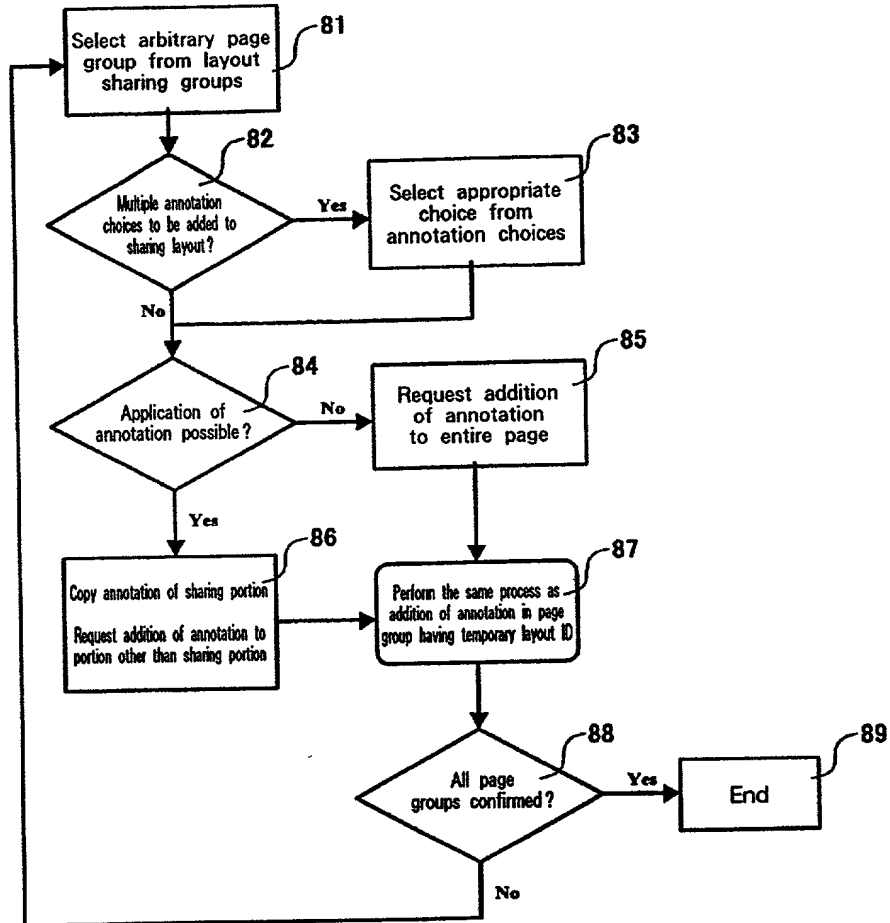 81
Select arbitrary page
group from layout
sharing groups
82
Multiple annotation
choices to be added to
sharing layout?
Yes
83
Select appropriate
choice from
annotation choices
No
84
Application of
annotation possible?
No
85
Request addition
of annotation
to entire page
Yes
86
Copy annotation of sharing portion
Request addition of annotation to
portion other than sharing portion
87
Perform the same process as
addition of annotation in page
group having temporary layout ID
88
All page
groups confirmed?
Yes
89
End
No